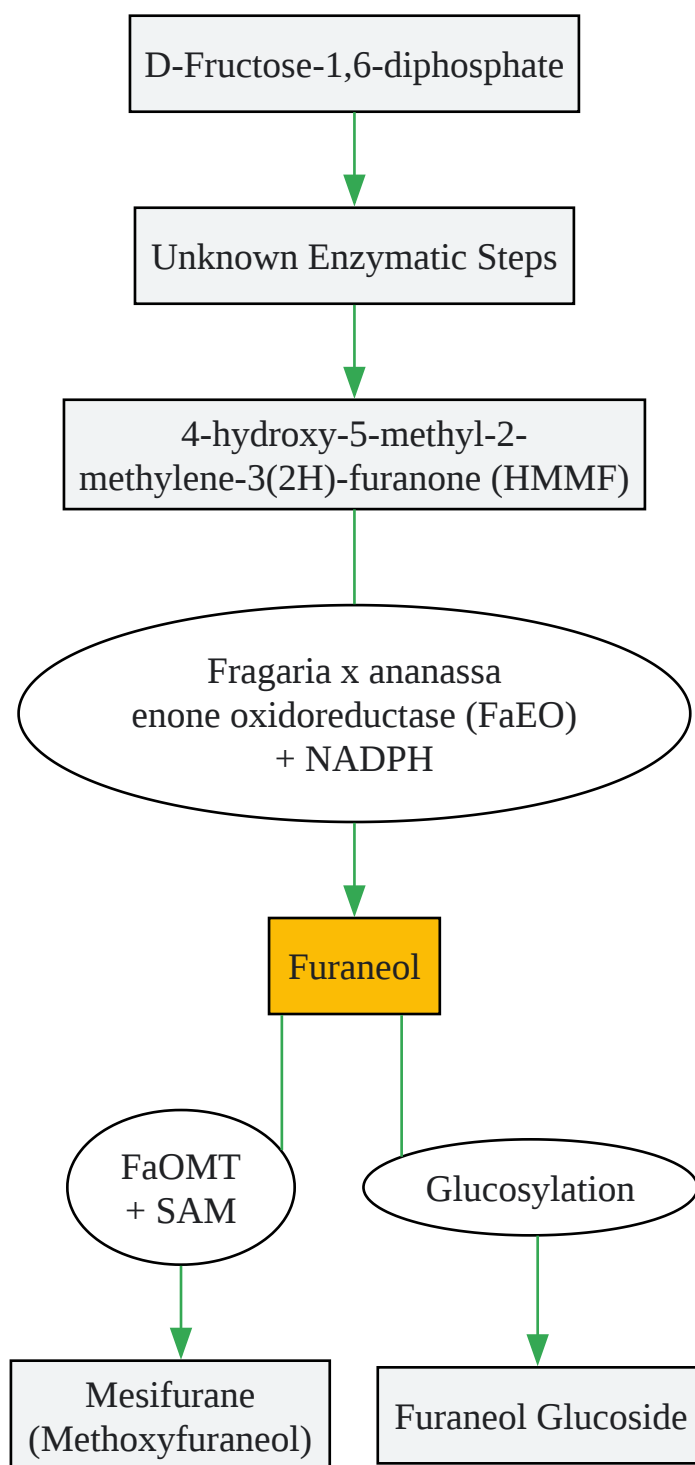 D-Fructose-1,6-diphosphate
Unknown Enzymatic Steps
4-hydroxy-5-methyl-2-
methylene-3(2H)-furanone (HMMF)
Fragaria x ananassa
enone oxidoreductase (FaEO)
+ NADPH
Furaneol
FaOMT
+ SAM
Glucosylation
Mesifurane
(Methoxyfuraneol)
Furaneol Glucoside